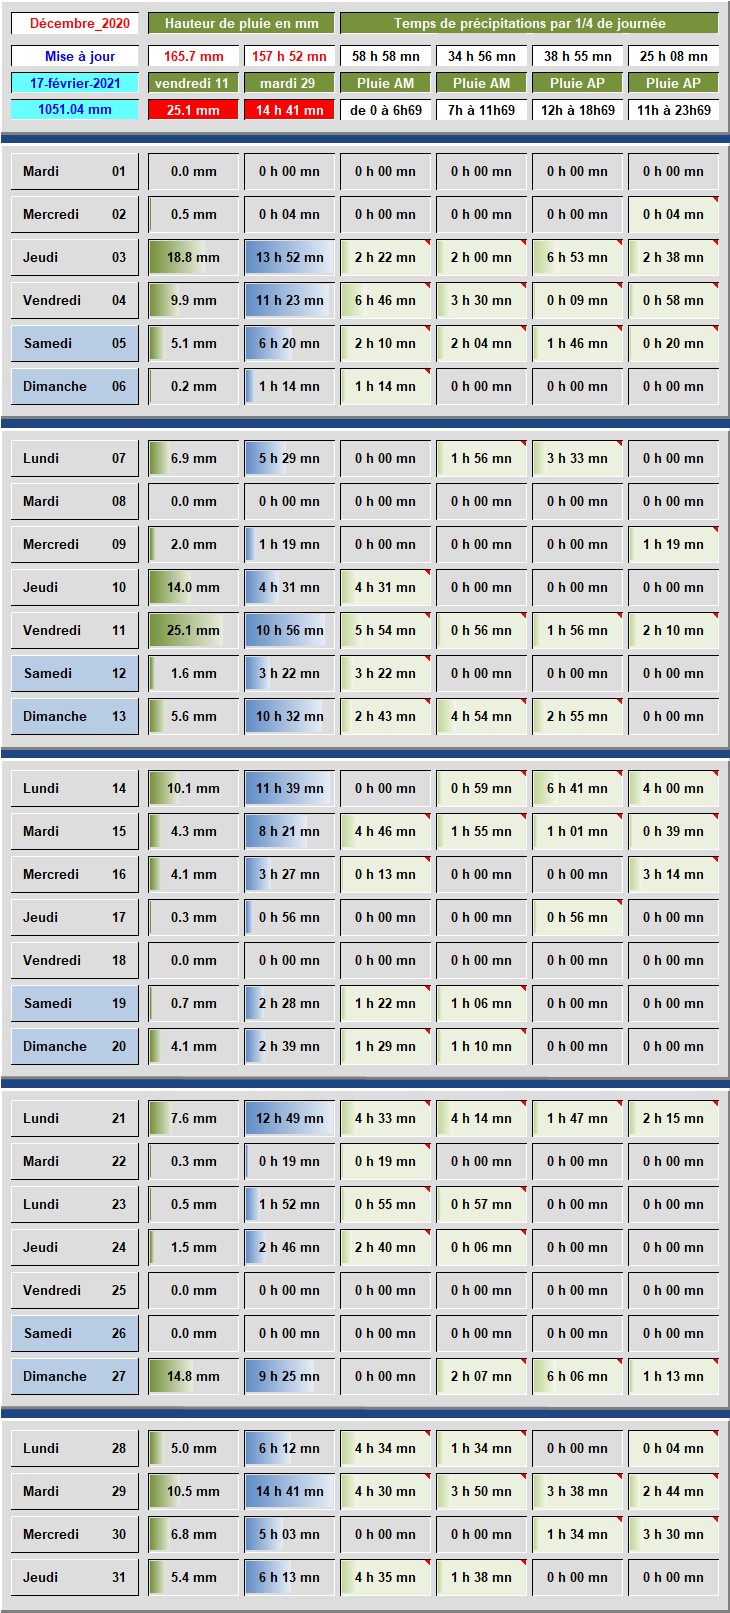 Décembre_2020 Hauteur de pluie en mm Temps de précipitations par 1/4 de journée
Mise à jour 165.7 mm 157 h 52 mn 58 h 58 mn 34 h 56 mn 38 h 55 mn 25 h 08 mn
17-février-2021 vendredi 11 mardi 29 Pluie AM Pluie AM Pluie AP Pluie AP
1051.04 mm 25.1 mm 14 h 41 mn de 0 à 6h69 7h à 11h69 12h à 18h69 11h à 23h69
Mardi 01 0.0 mm 0 h 00 mn 0 h 00 mn 0 h 00 mn 0 h 00 mn 0 h 00 mn
Mercredi 02 0.5 mm 0 h 04 mn 0 h 00 mn 0 h 00 mn 0 h 00 mn 0 h 04 mn
Jeudi 03 18.8 mm 13 h 52 mn 2 h 22 mn 2 h 00 mn 6 h 53 mn 2 h 38 mn
Vendredi 04 9.9 mm 11 h 23 mn 6 h 46 mn 3 h 30 mn 0 h 09 mn 0 h 58 mn
Samedi 05 5.1 mm 6 h 20 mn 2 h 10 mn 2 h 04 mn 1 h 46 mn 0 h 20 mn
Dimanche 06 0.2 mm 1 h 14 mn 1 h 14 mn 0 h 00 mn 0 h 00 mn 0 h 00 mn
Lundi 07 6.9 mm 5 h 29 mn 0 h 00 mn 1 h 56 mn 3 h 33 mn 0 h 00 mn
Mardi 08 0.0 mm 0 h 00 mn 0 h 00 mn 0 h 00 mn 0 h 00 mn 0 h 00 mn
Mercredi 09 2.0 mm 1 h 19 mn 0 h 00 mn 0 h 00 mn 0 h 00 mn 1 h 19 mn
Jeudi 10 14.0 mm 4 h 31 mn 4 h 31 mn 0 h 00 mn 0 h 00 mn 0 h 00 mn
Vendredi 11 25.1 mm 10 h 56 mn 5 h 54 mn 0 h 56 mn 1 h 56 mn 2 h 10 mn
Samedi 12 1.6 mm 3 h 22 mn 3 h 22 mn 0 h 00 mn 0 h 00 mn 0 h 00 mn
Dimanche 13 5.6 mm 10 h 32 mn 2 h 43 mn 4 h 54 mn 2 h 55 mn 0 h 00 mn
Lundi 14 10.1 mm 11 h 39 mn 0 h 00 mn 0 h 59 mn 6 h 41 mn 4 h 00 mn
Mardi 15 4.3 mm 8 h 21 mn 4 h 46 mn 1 h 55 mn 1 h 01 mn 0 h 39 mn
Mercredi 16 4.1 mm 3 h 27 mn 0 h 13 mn 0 h 00 mn 0 h 00 mn 3 h 14 mn
Jeudi 17 0.3 mm 0 h 56 mn 0 h 00 mn 0 h 00 mn 0 h 56 mn 0 h 00 mn
Vendredi 18 0.0 mm 0 h 00 mn 0 h 00 mn 0 h 00 mn 0 h 00 mn 0 h 00 mn
Samedi 19 0.7 mm 2 h 28 mn 1 h 22 mn 1 h 06 mn 0 h 00 mn 0 h 00 mn
Dimanche 20 4.1 mm 2 h 39 mn 1 h 29 mn 1 h 10 mn 0 h 00 mn 0 h 00 mn
Lundi 21 7.6 mm 12 h 49 mn 4 h 33 mn 4 h 14 mn 1 h 47 mn 2 h 15 mn
Mardi 22 0.3 mm 0 h 19 mn 0 h 19 mn 0 h 00 mn 0 h 00 mn 0 h 00 mn
Lundi 23 0.5 mm 1 h 52 mn 0 h 55 mn 0 h 57 mn 0 h 00 mn 0 h 00 mn
Jeudi 24 1.5 mm 2 h 46 mn 2 h 40 mn 0 h 06 mn 0 h 00 mn 0 h 00 mn
Vendredi 25 0.0 mm 0 h 00 mn 0 h 00 mn 0 h 00 mn 0 h 00 mn 0 h 00 mn
Samedi 26 0.0 mm 0 h 00 mn 0 h 00 mn 0 h 00 mn 0 h 00 mn 0 h 00 mn
Dimanche 27 14.8 mm 9 h 25 mn 0 h 00 mn 2 h 07 mn 6 h 06 mn 1 h 13 mn
Lundi 28 5.0 mm 6 h 12 mn 4 h 34 mn 1 h 34 mn 0 h 00 mn 0 h 04 mn
Mardi 29 10.5 mm 14 h 41 mn 4 h 30 mn 3 h 50 mn 3 h 38 mn 2 h 44 mn
Mercredi 30 6.8 mm 5 h 03 mn 0 h 00 mn 0 h 00 mn 1 h 34 mn 3 h 30 mn
Jeudi 31 5.4 mm 6 h 13 mn 4 h 35 mn 1 h 38 mn 0 h 00 mn 0 h 00 mn